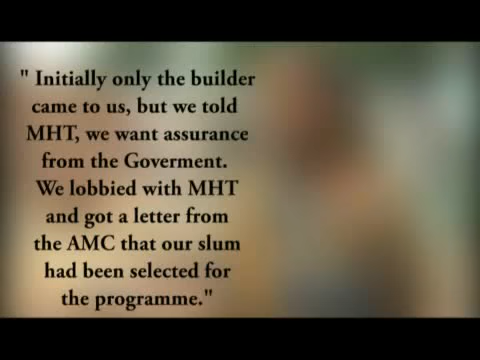 " Initially only the builder
came to us, but we told
MHT, we want assurance
from the Goverment.
We lobbied with MHT
and got a letter from
the AMC that our slum
had been selected for
the programme."